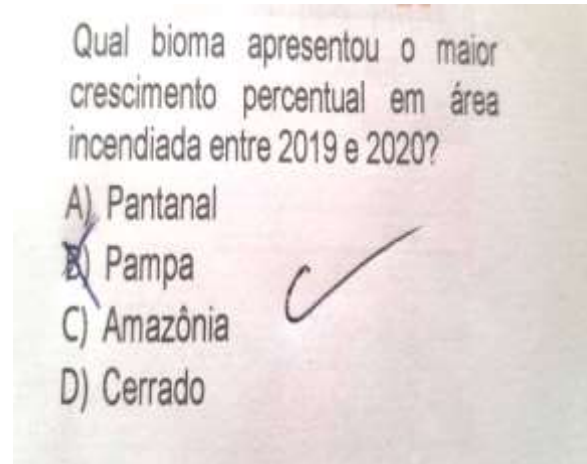 Qual bioma apresentou o maior
crescimento percentual em área
incendiada entre 2019 e 2020?
A) Pantanal
B) Pampa
C) Amazônia
D) Cerrado